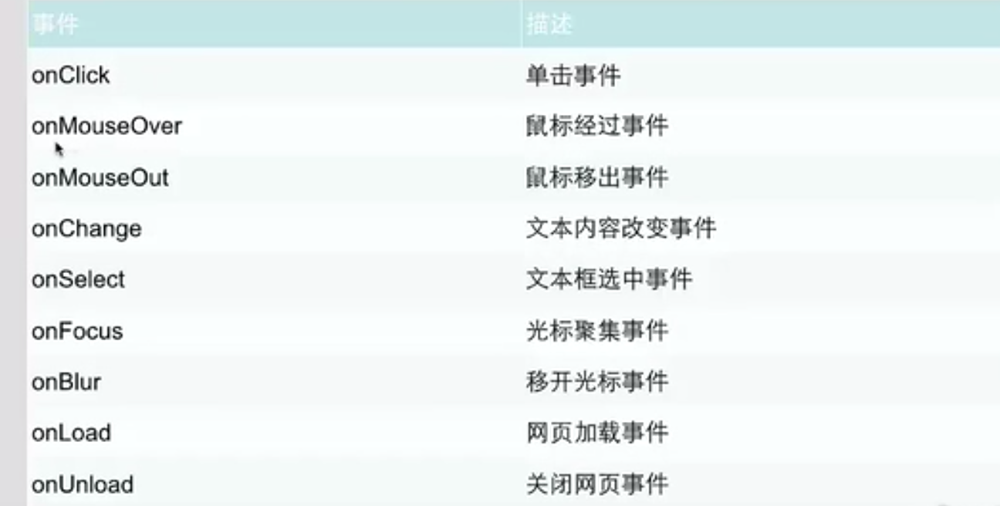 事件 描述
onClick 单击事件
onMouseOver 鼠标经过事件
onMouseOut 鼠标移出事件
onChange 文本内容改变事件
onSelect 文本框选中事件
onFocus 光标聚集事件
onBlur 移开光标事件
onLoad 网页加载事件
onUnload 关闭网页事件